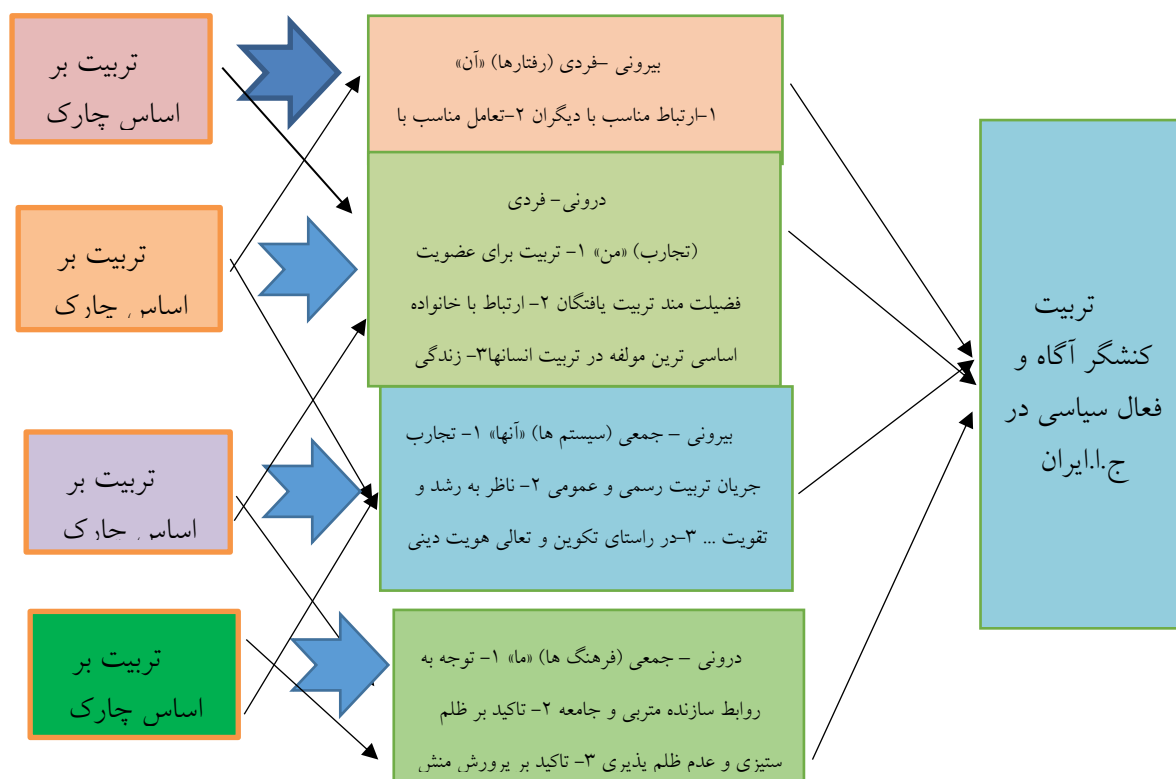 تربیت بر
اساس چارک
تربیت بر
اساس چارک
تربیت بر
اساس چارک
تربیت بر
اساس چارک
بیرونی –فردی (رفتارها) «آن»
۱-ارتباط مناسب با دیگران ۲-تعامل مناسب با
درونی- فردی
(تجارب) «من» ۱- تربیت برای عضویت
فضیلت مند تربیت یافتگان ۲- ارتباط با خانواده
اساسی ترین مولفه در تربیت انسانها۳- زندگی
بیرونی – جمعی (سیستم ها) «آنها» ۱- تجارب
جریان تربیت رسمی و عمومی ۲- ناظر به رشد و
تقویت ... ۳-در راستای تکوین و تعالی هویت دینی
درونی – جمعی (فرهنگ ها) «ما» ۱- توجه به
روابط سازنده متربی و جامعه ۲- تاکید بر ظلم
ستیزی و عدم ظلم پذیری ۳- تاکید بر پرورش منش
تربیت
کنشگر آگاه و
فعال سیاسی در
ج.ا.ایران